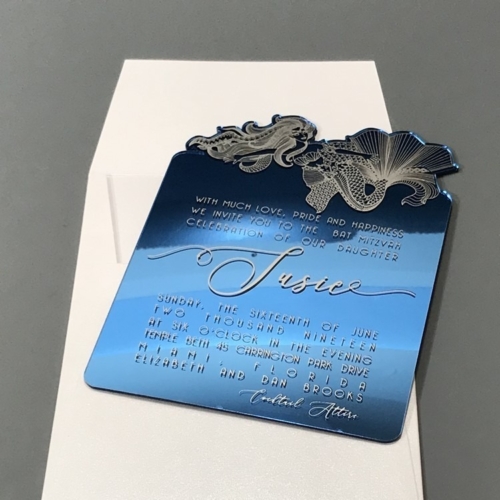 WITH MUCH LOVE, PRIDE AND HAPPINESS
WE INVITE YOU TO THE BAT MITZVAH
CELEBRATION OF OUR DAUGHTER
Susie
SUNDAY, THE SIXTEENTH OF JUNE
TWO THOUSAND NINETEEN
AT SIX O'CLOCK IN THE EVENING
TEMPLE BETH 45 CARRINGTON PARK DRIVE
MIAMI, FLORIDA
ELIZABETH AND DAN BROOKS
Cocktail Attire